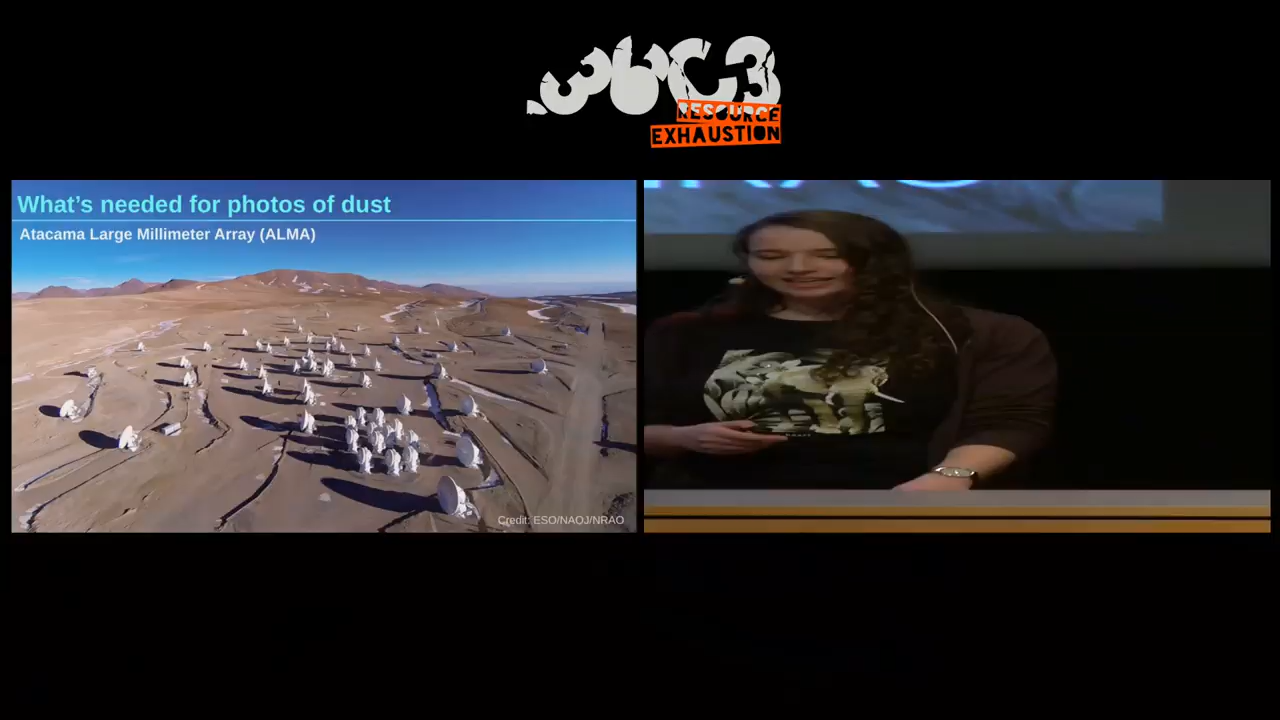 36C3
RESOURCE
EXHAUSTION
What's needed for photos of dust
Atacama Large Millimeter Array (ALMA)
Credit: ESO/NAOJ/NRAO